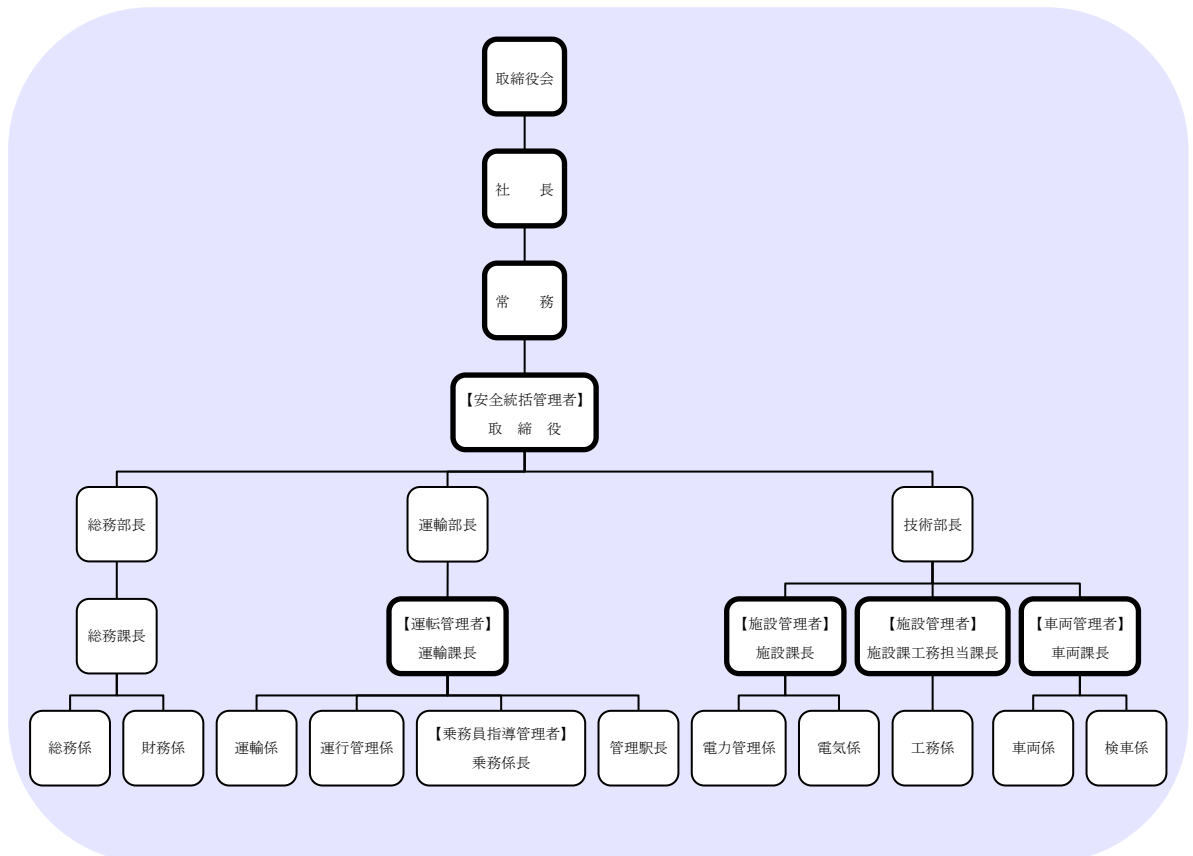 取締役会
社　　長
常　　務
【安全統括管理者】
取　締　役
総務部長
運輸部長
技術部長
総務課長
【運転管理者】
運輸課長
【施設管理者】
施設課長
【施設管理者】
施設課工務担当課長
【車両管理者】
車両課長
総務係
財務係
運輸係
運行管理係
【乗務員指導管理者】
乗務係長
管理駅長
電力管理係
電気係
工務係
車両係
検車係